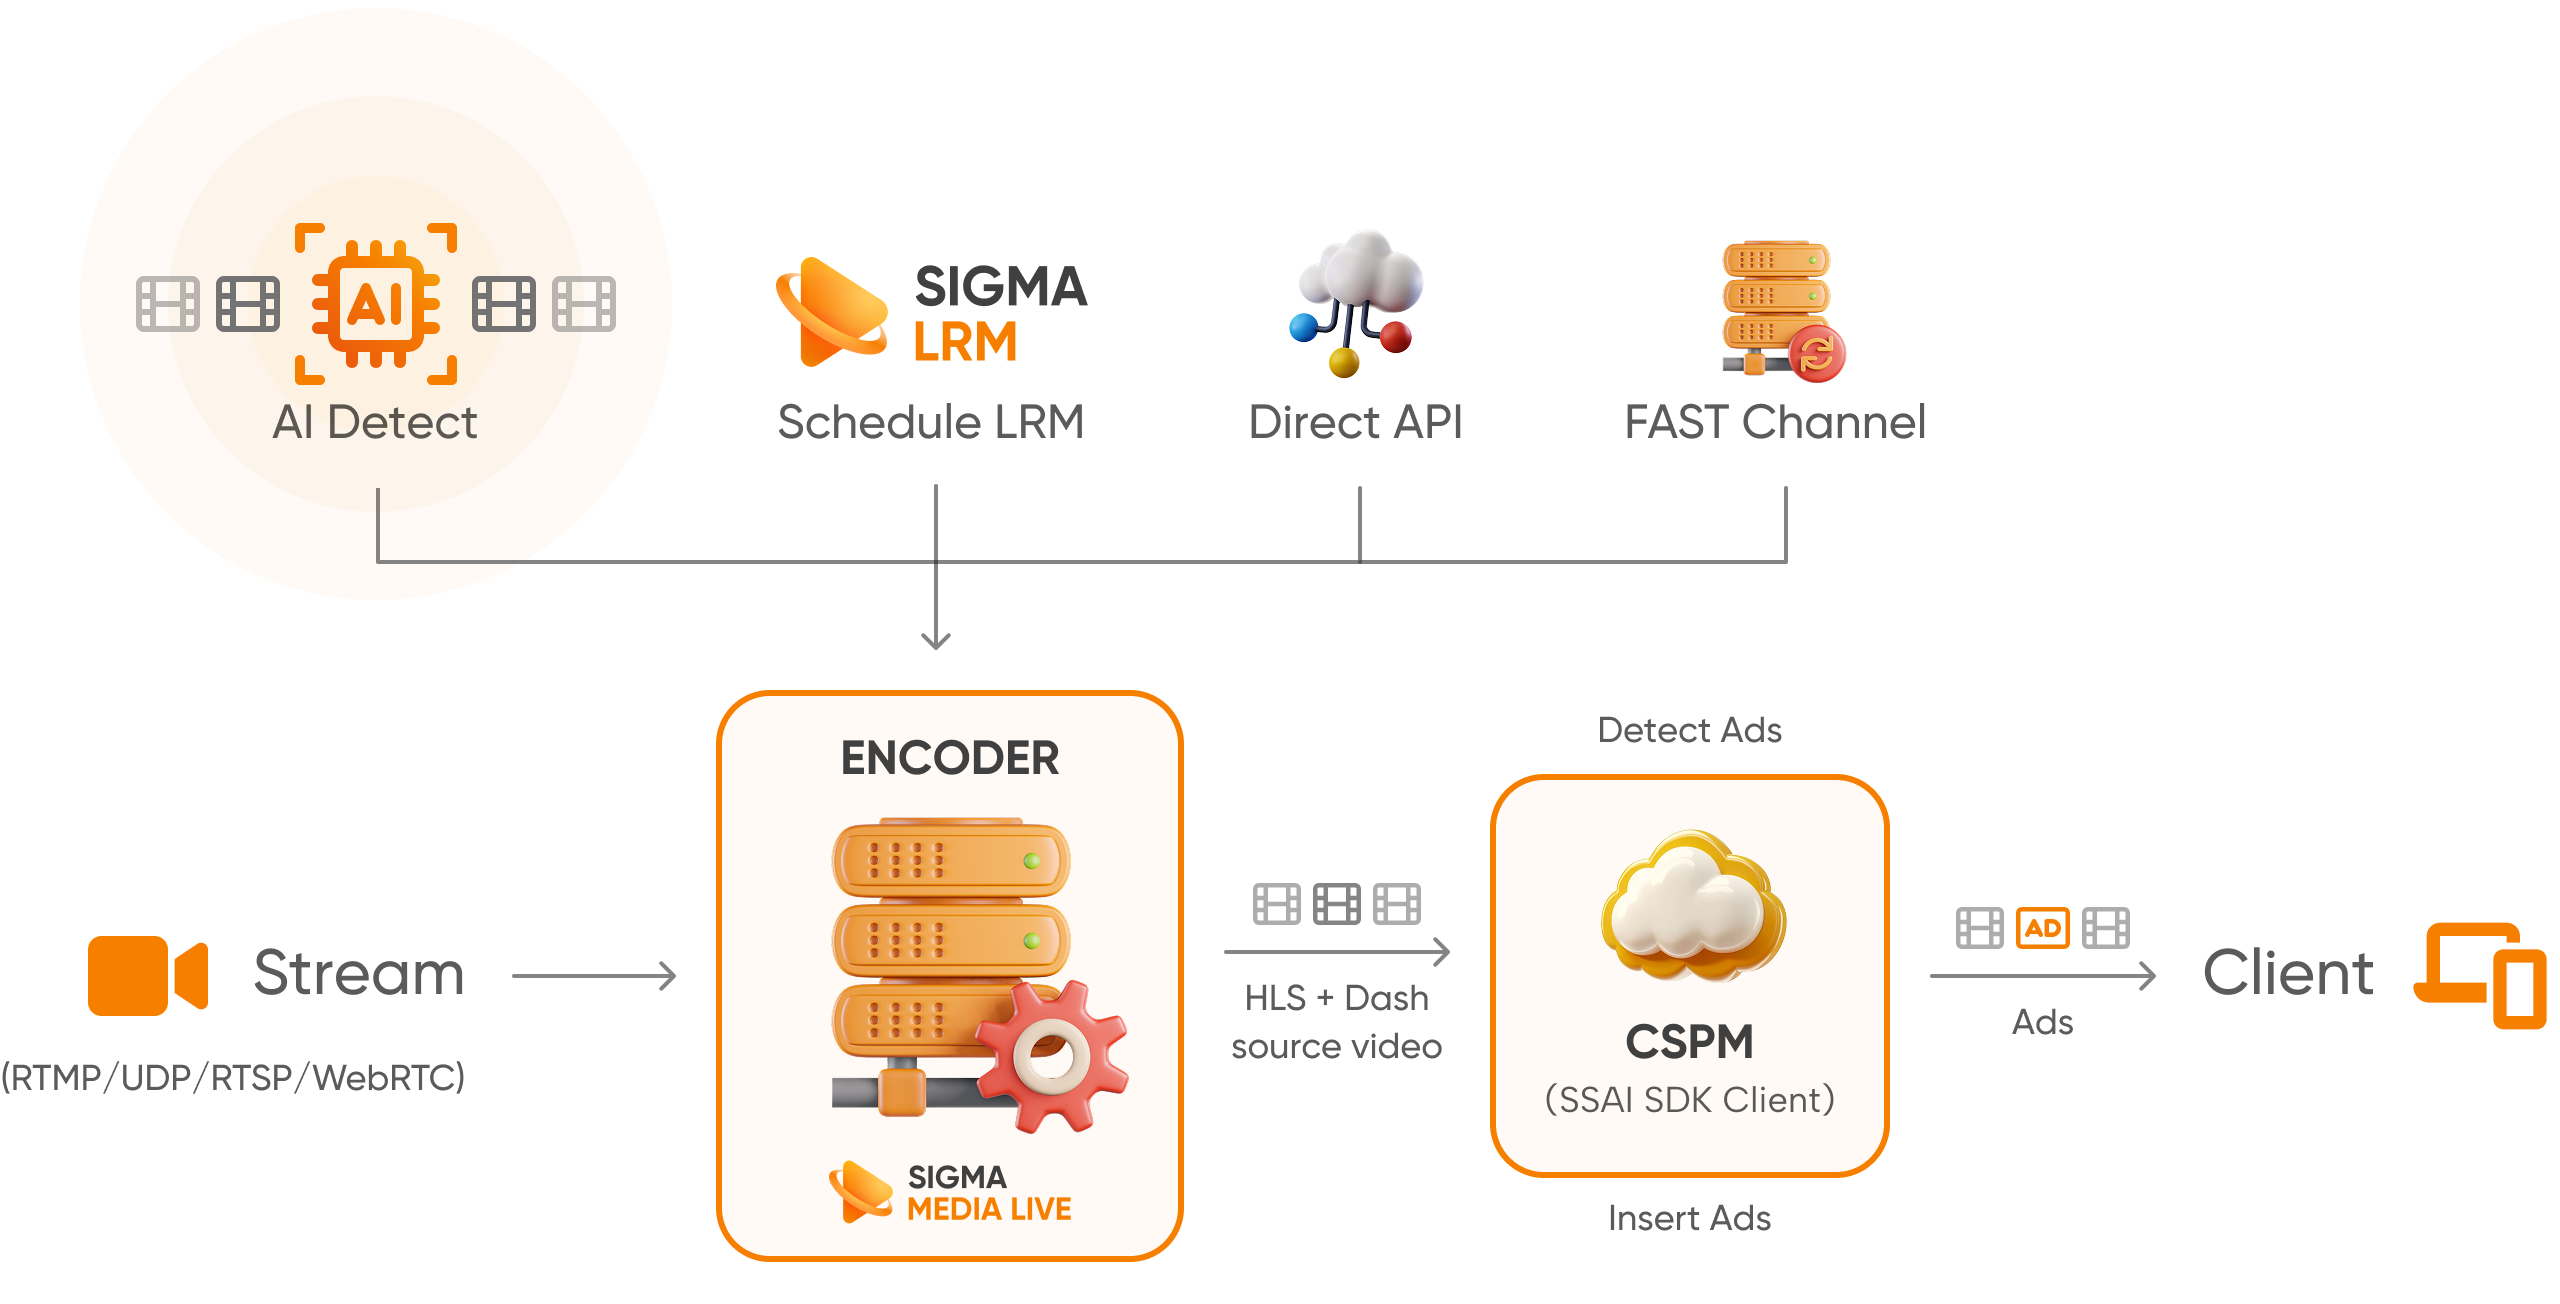 AI
SIGMA
LRM
AI Detect
Schedule LRM
Direct API
FAST Channel
ENCODER
SIGMA
MEDIA LIVE
Stream
(RTMP/UDP/RTSP/WebRTC)
HLS + Dash
source video
Detect Ads
CSPM
(SSAI SDK Client)
Insert Ads
AD
Ads
Client